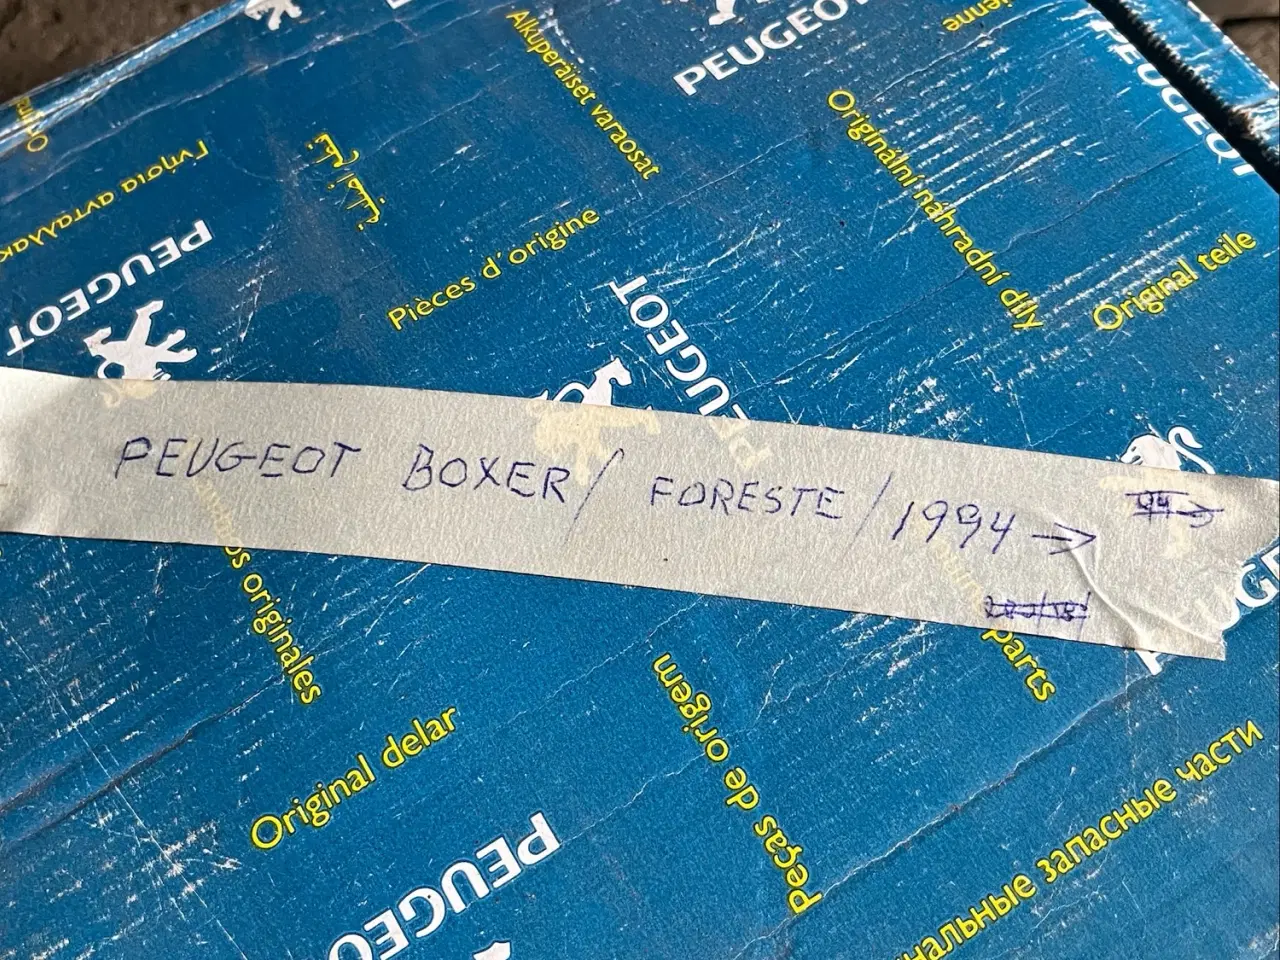 PEUGEOT
PEUGEOT
Alkuperäiset varaosat
Originální náhradní díly
Γνήσια ανταλλακ
Pièces d'origine
Original teile
PEUGEOT
PEUGEOT
PEUGEOT BOXER/ FORESTE/1994→
originales
parts
Original delar
Peças de origem
нальные запасные части
PEUGEO